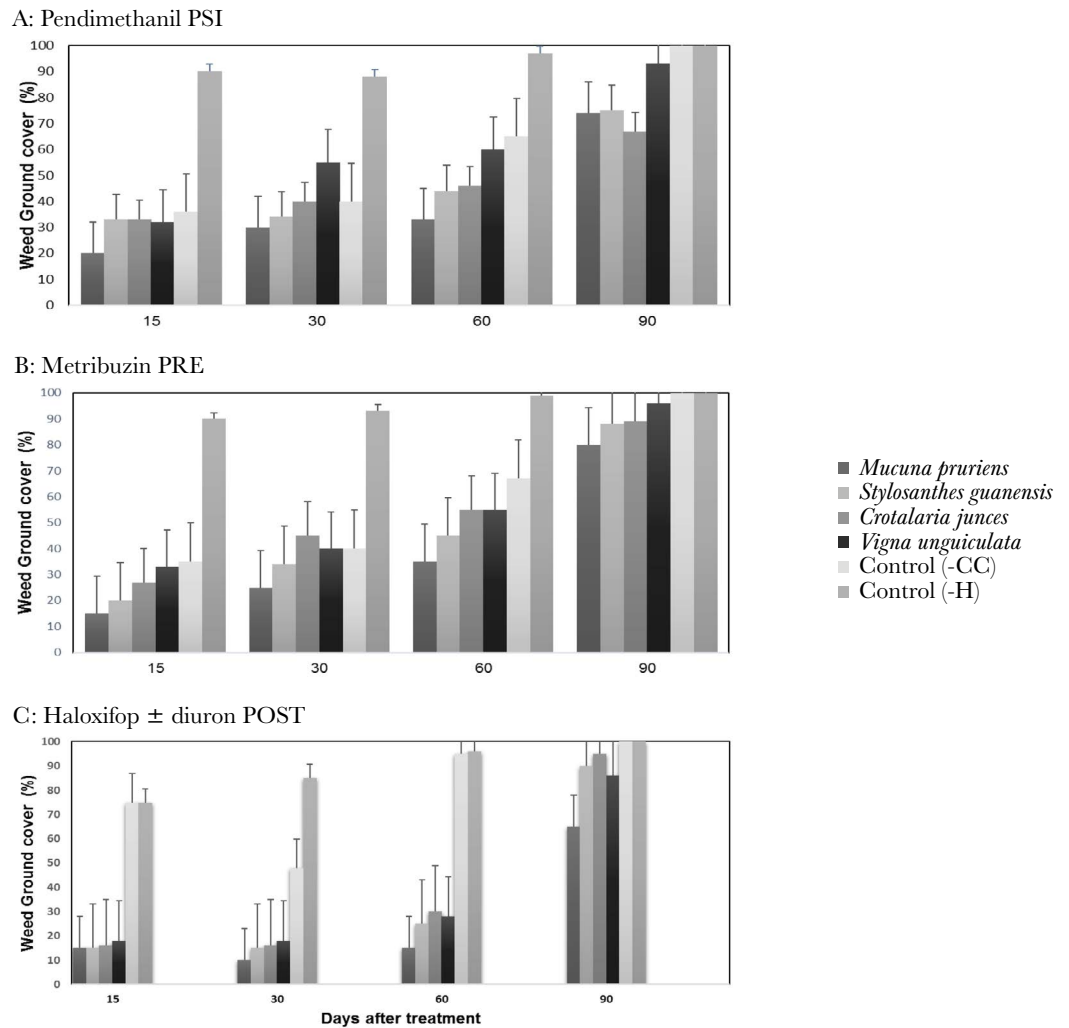 A: Pendimethanil PSI
Weed Ground cover (%)
100
90
80
70
60
50
40
30
20
10
0
15 30 60 90
B: Metribuzin PRE
Weed Ground cover (%)
100
90
80
70
60
50
40
30
20
10
0
15 30 60 90
Mucuna pruriens
Stylosanthes guanensis
Crotalaria junces
Vigna unguiculata
Control (-CC)
Control (-H)
C: Haloxifop ± diuron POST
Weed Ground cover (%)
100
90
80
70
60
50
40
30
20
10
0
15 30 60 90
Days after treatment